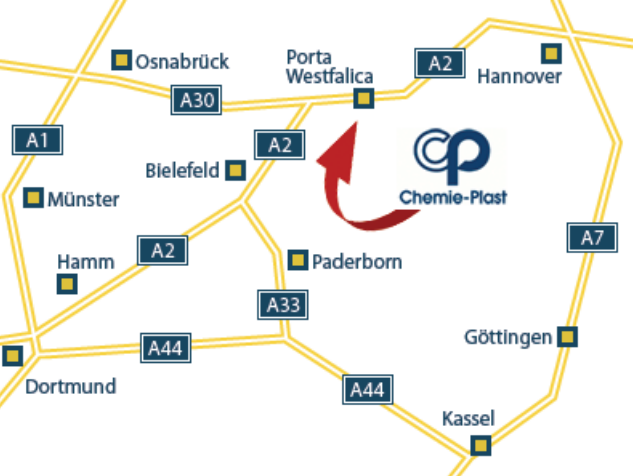 Osnabrück
Porta
Westfalica
A2
Hannover
A30
A1
A2
Bielefeld
CP
Chemie-Plast
Münster
A2
A7
Hamm
Paderborn
A33
Göttingen
A44
Dortmund
A44
Kassel